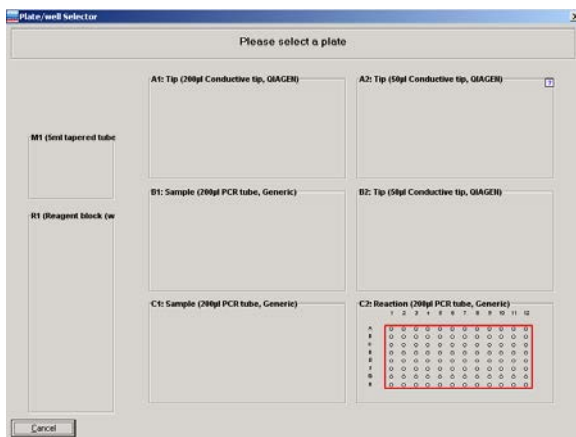 Plate/well Selector
Please select a plate
A1: Tip (200µl Conductive tip, QIAGEN)
A2: Tip (50µl Conductive tip, QIAGEN)
?
M1 (5ml tapered tube
B1: Sample (200µl PCR tube, Generic)
B2: Tip (50µl Conductive tip, QIAGEN)
R1 (Reagent block (w
C1: Sample (200µl PCR tube, Generic)
C2: Reaction (200µl PCR tube, Generic)
1 2 3 4 5 6 7 8 9 10 11 12
A
B
C
D
E
F
G
H
Cancel